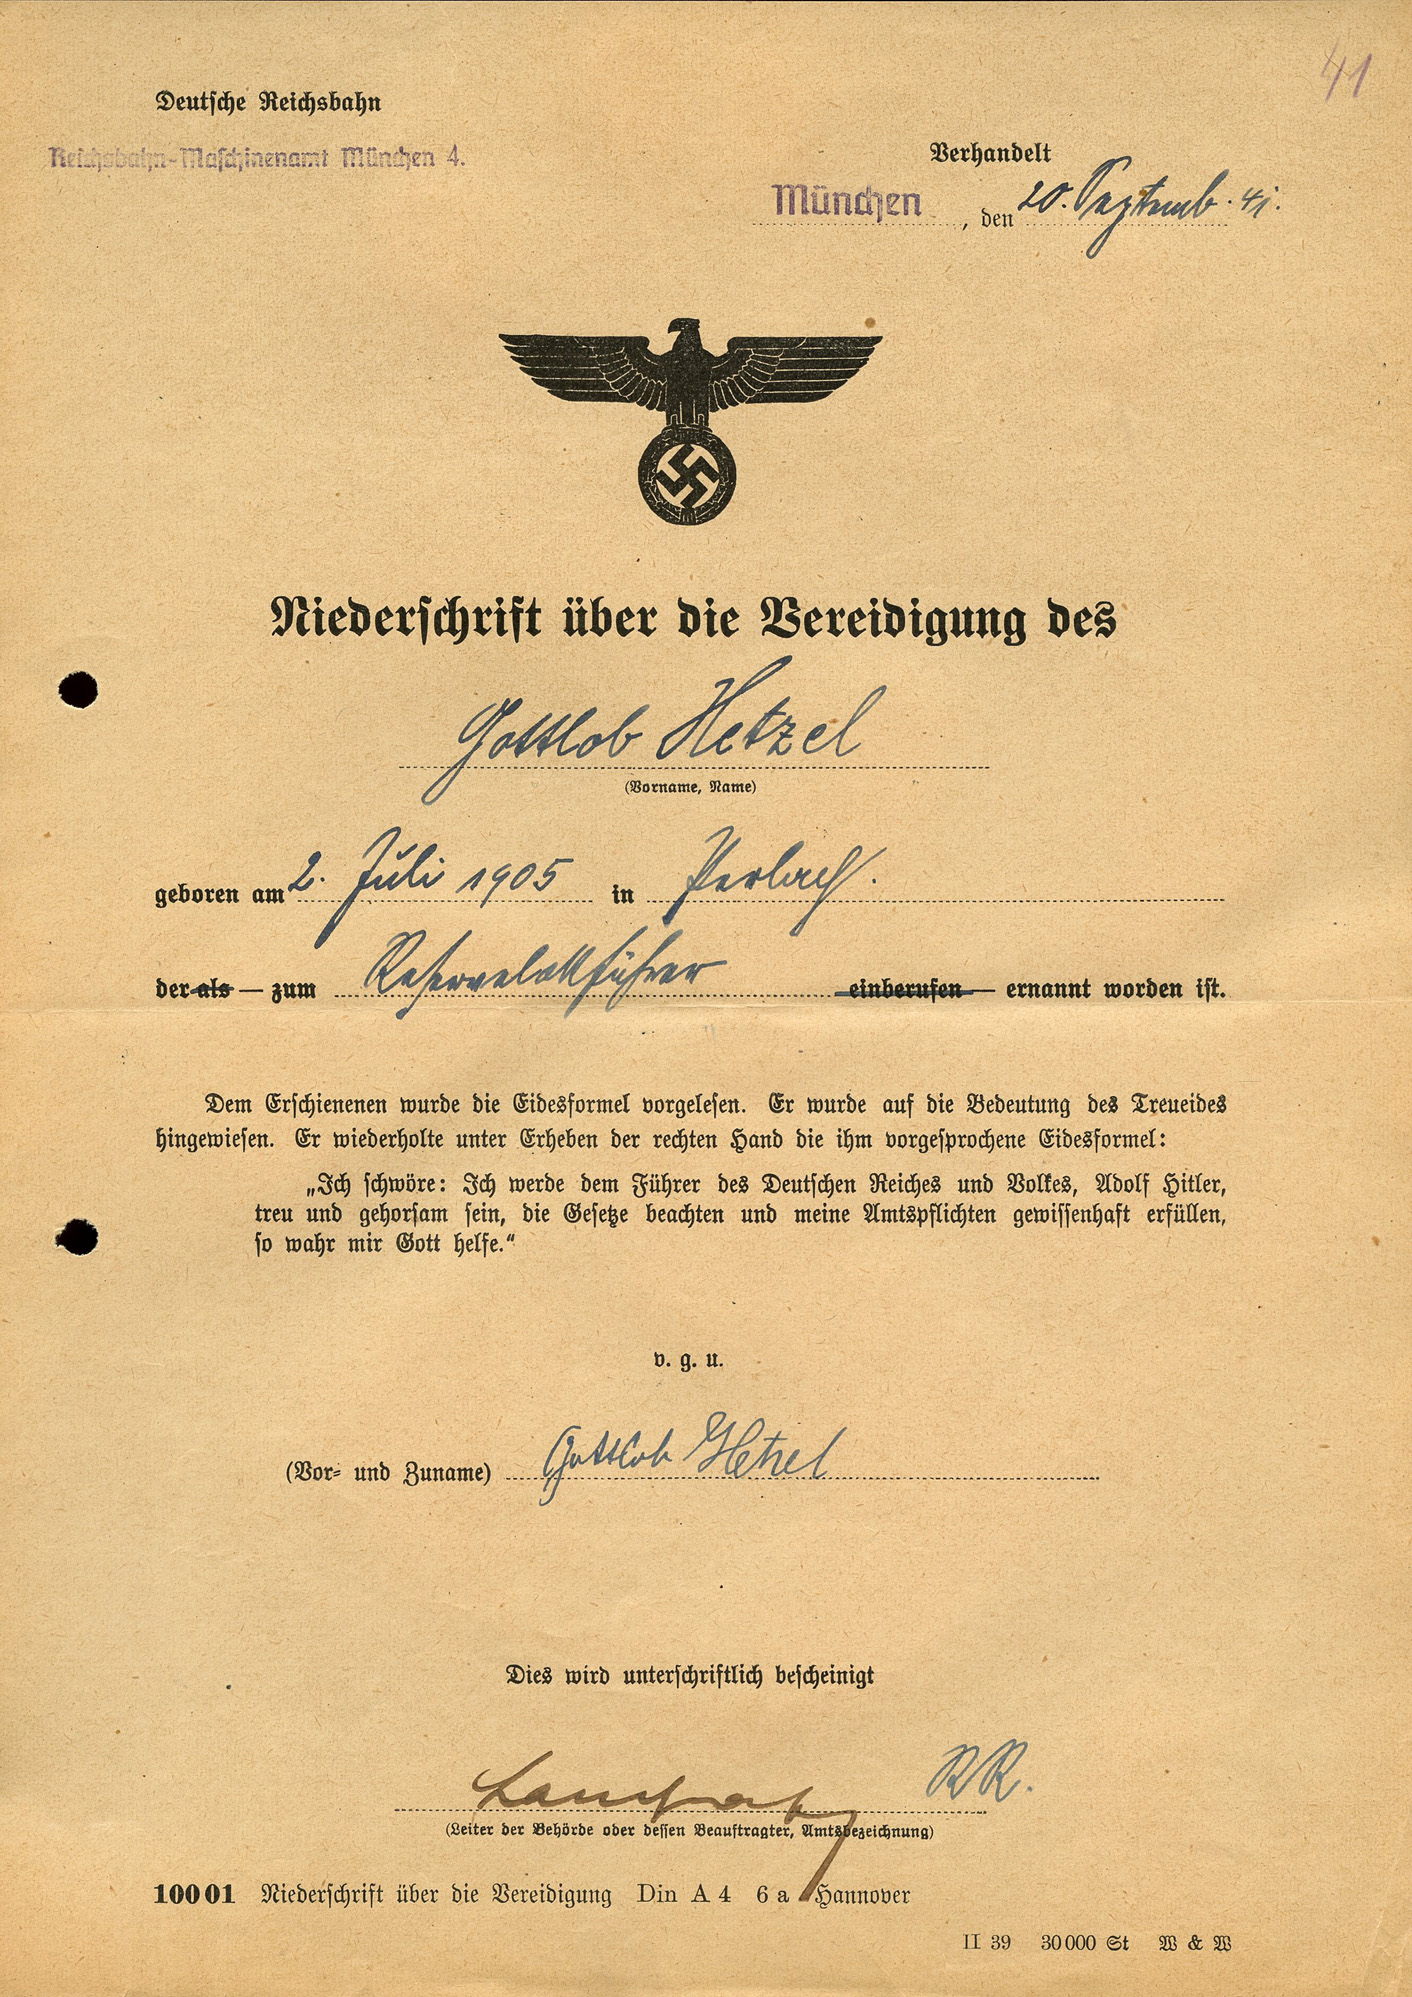 41
Deutsche Reichsbahn
Reichsbahn-Maschinenamt München 4.
Verhandelt
München, den 20. Septemb. 41.
Niederschrift über die Vereidigung des
Gottlob Hetzel
(Vorname, Name)
geboren am 2. Juli 1905 in
der als — zum Reservelokführer einberufen — ernannt worden ist.
Dem Erschienenen wurde die Eidesformel vorgelesen. Er wurde auf die Bedeutung des Treueides
hingewiesen. Er wiederholte unter Erheben der rechten Hand die ihm vorgesprochene Eidesformel:
„Ich schwöre: Ich werde dem Führer des Deutschen Reiches und Volkes, Adolf Hitler,
treu und gehorsam sein, die Gesetze beachten und meine Amtspflichten gewissenhaft erfüllen,
so wahr mir Gott helfe.“
v. g. u.
(Vor- und Zuname) Gottlob Hetzel
Dies wird unterschriftlich bescheinigt
RR.
(Leiter der Behörde oder dessen Beauftragter, Amtsbezeichnung)
100 01 Niederschrift über die Vereidigung Din A 4 6 a Hannover
II 39 30 000 St W & W